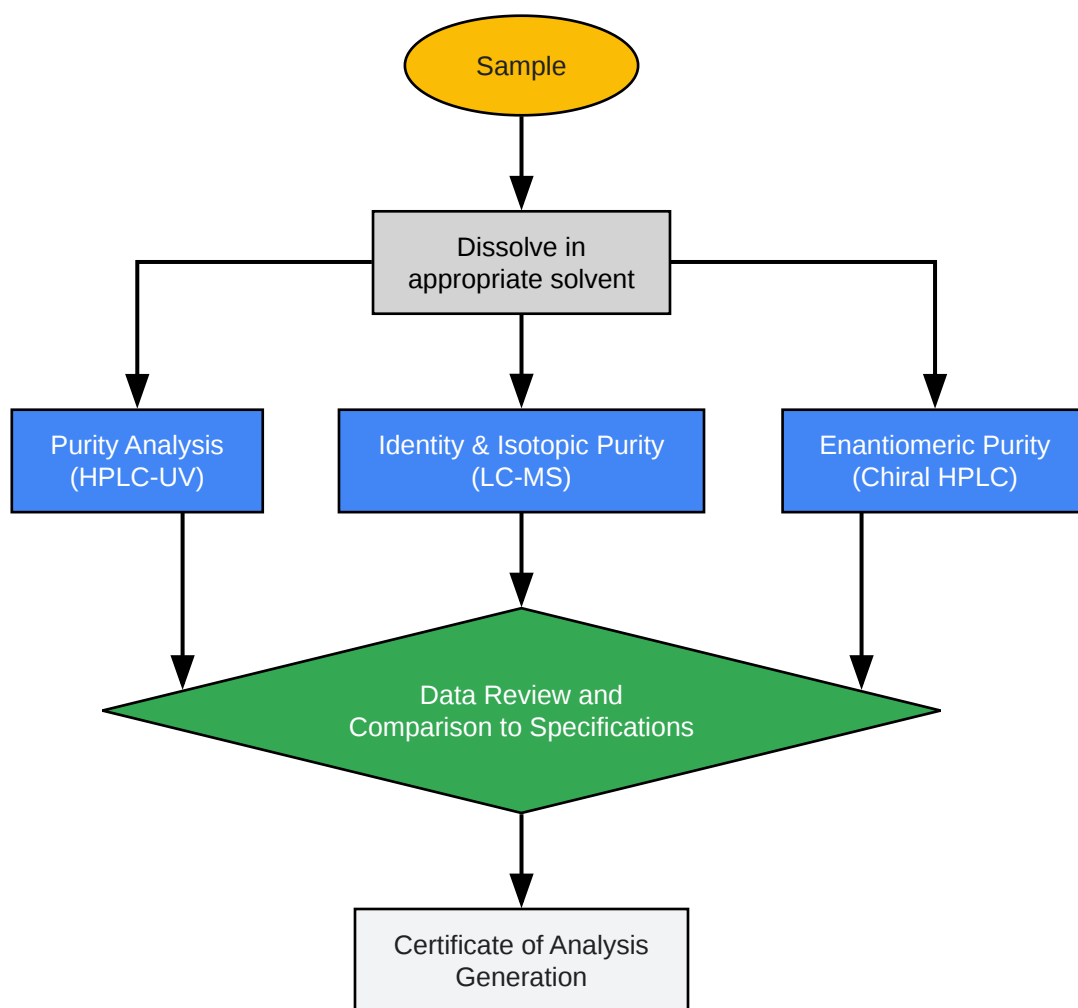 Sample
Dissolve in
appropriate solvent
Purity Analysis
(HPLC-UV)
Identity & Isotopic Purity
(LC-MS)
Enantiomeric Purity
(Chiral HPLC)
Data Review and
Comparison to Specifications
Certificate of Analysis
Generation